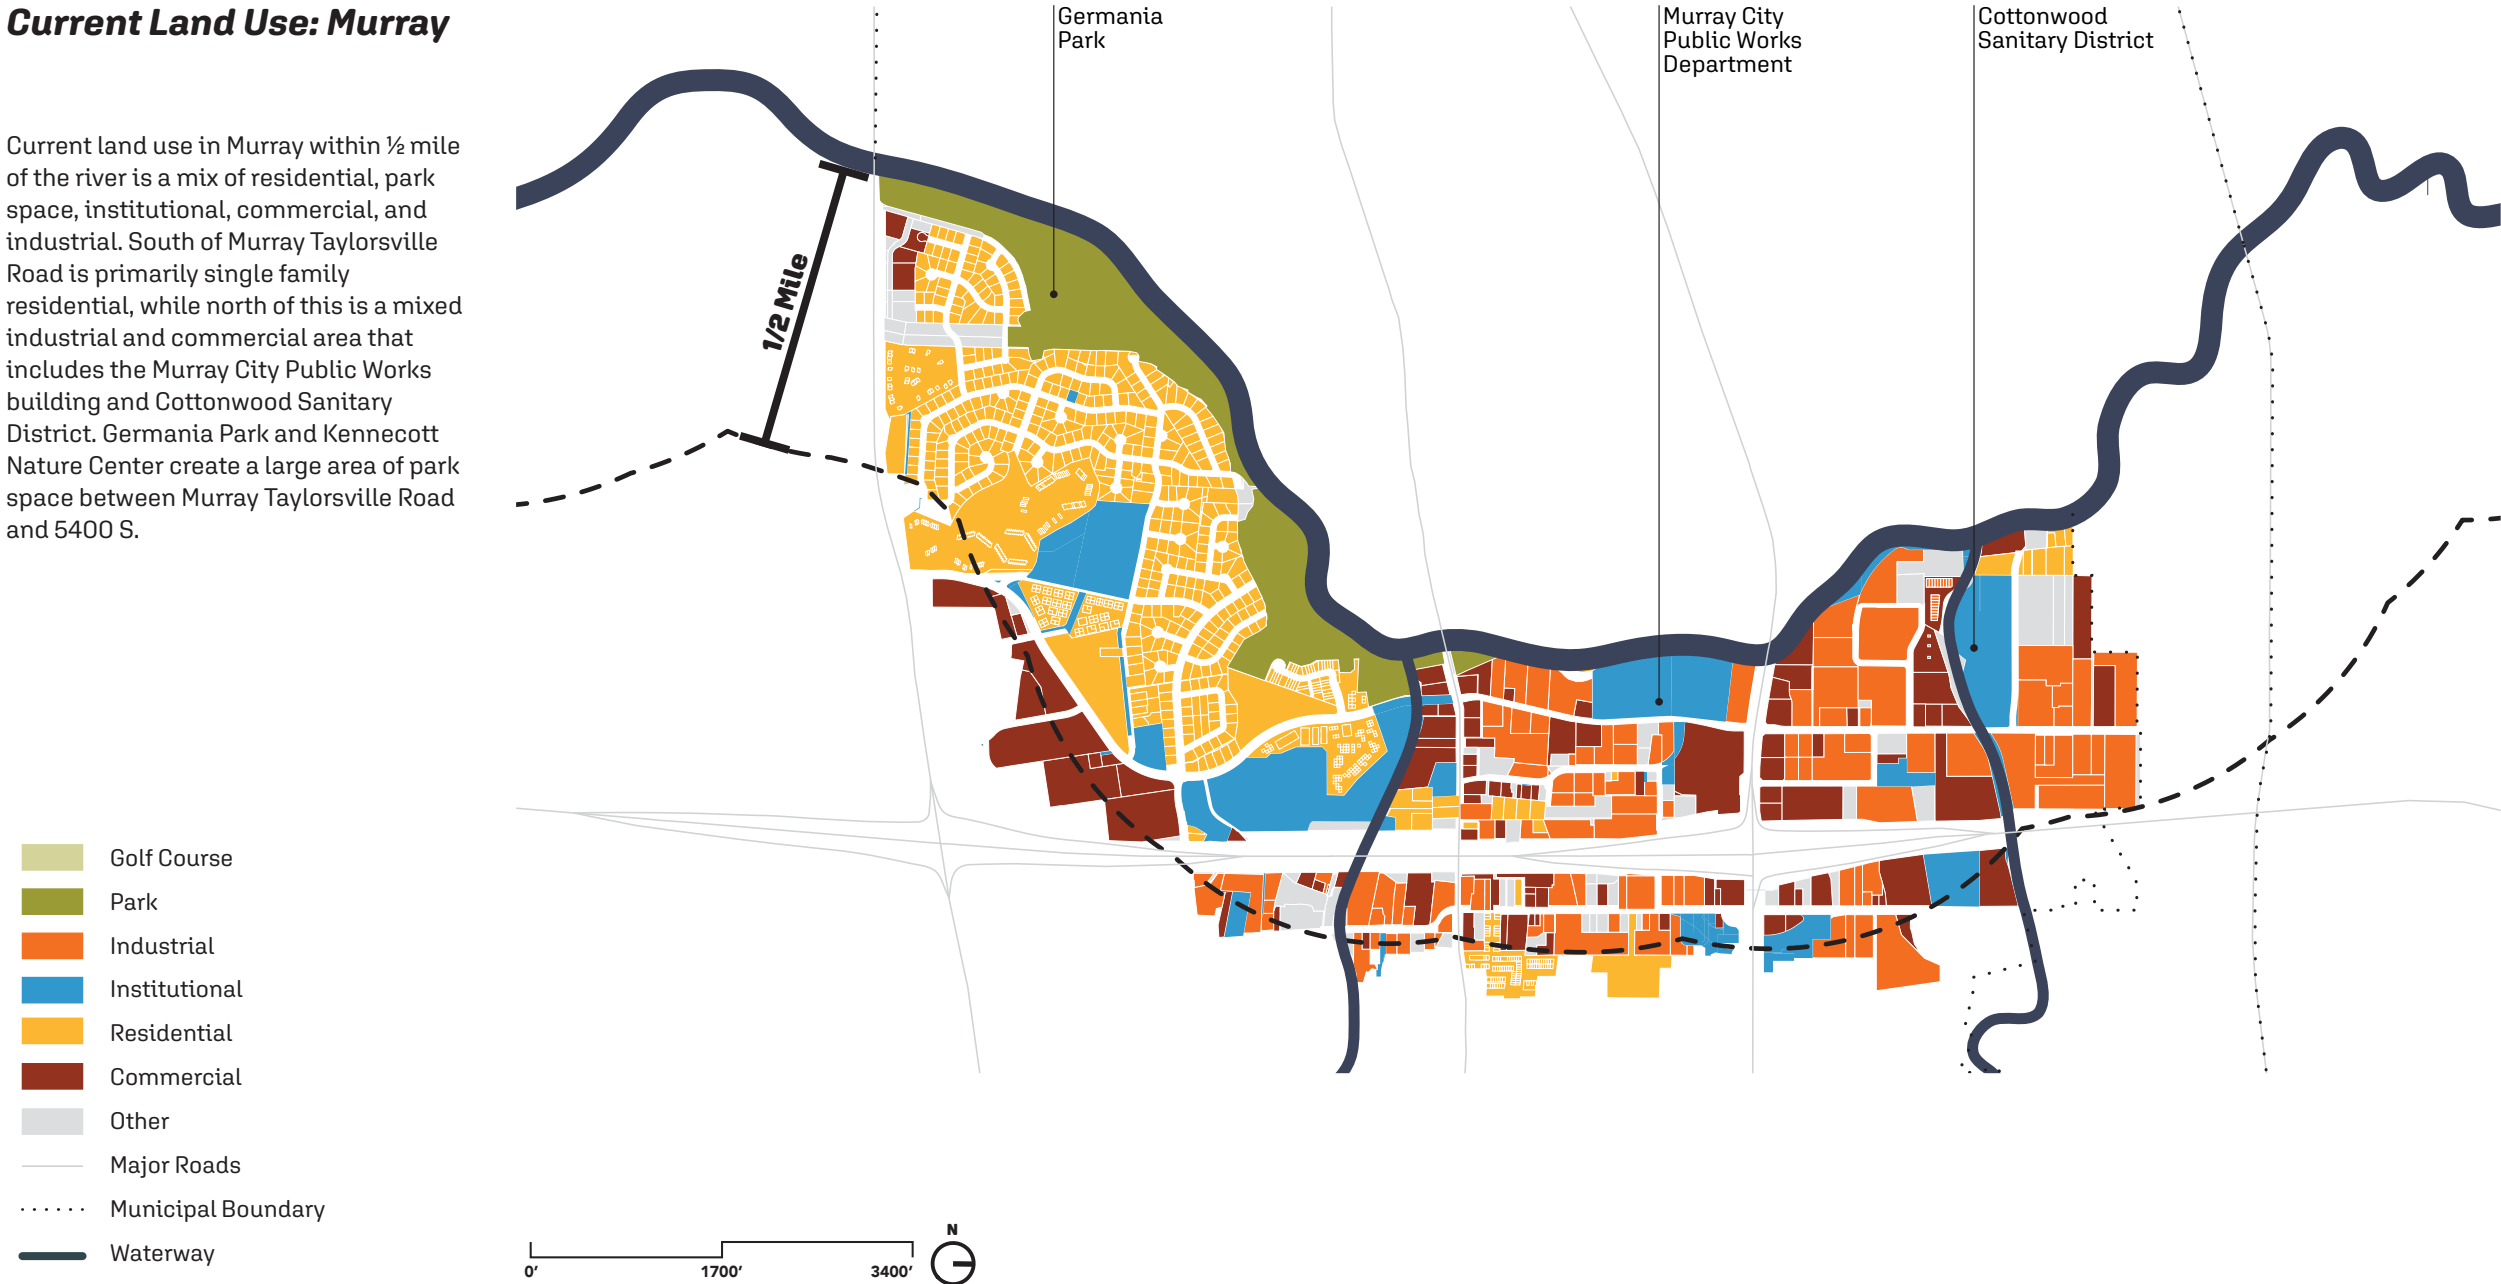 Current Land Use: Murray
Current land use in Murray within ½ mile
of the river is a mix of residential, park
space, institutional, commercial, and
industrial. South of Murray Taylorsville
Road is primarily single family
residential, while north of this is a mixed
industrial and commercial area that
includes the Murray City Public Works
building and Cottonwood Sanitary
District. Germania Park and Kennecott
Nature Center create a large area of park
space between Murray Taylorsville Road
and 5400 S.
Germania
Park
Murray City
Public Works
Department
Cottonwood
Sanitary District
1/2 Mile
Golf Course
Park
Industrial
Institutional
Residential
Commercial
Other
Major Roads
Municipal Boundary
Waterway
0'
1700'
3400'
N